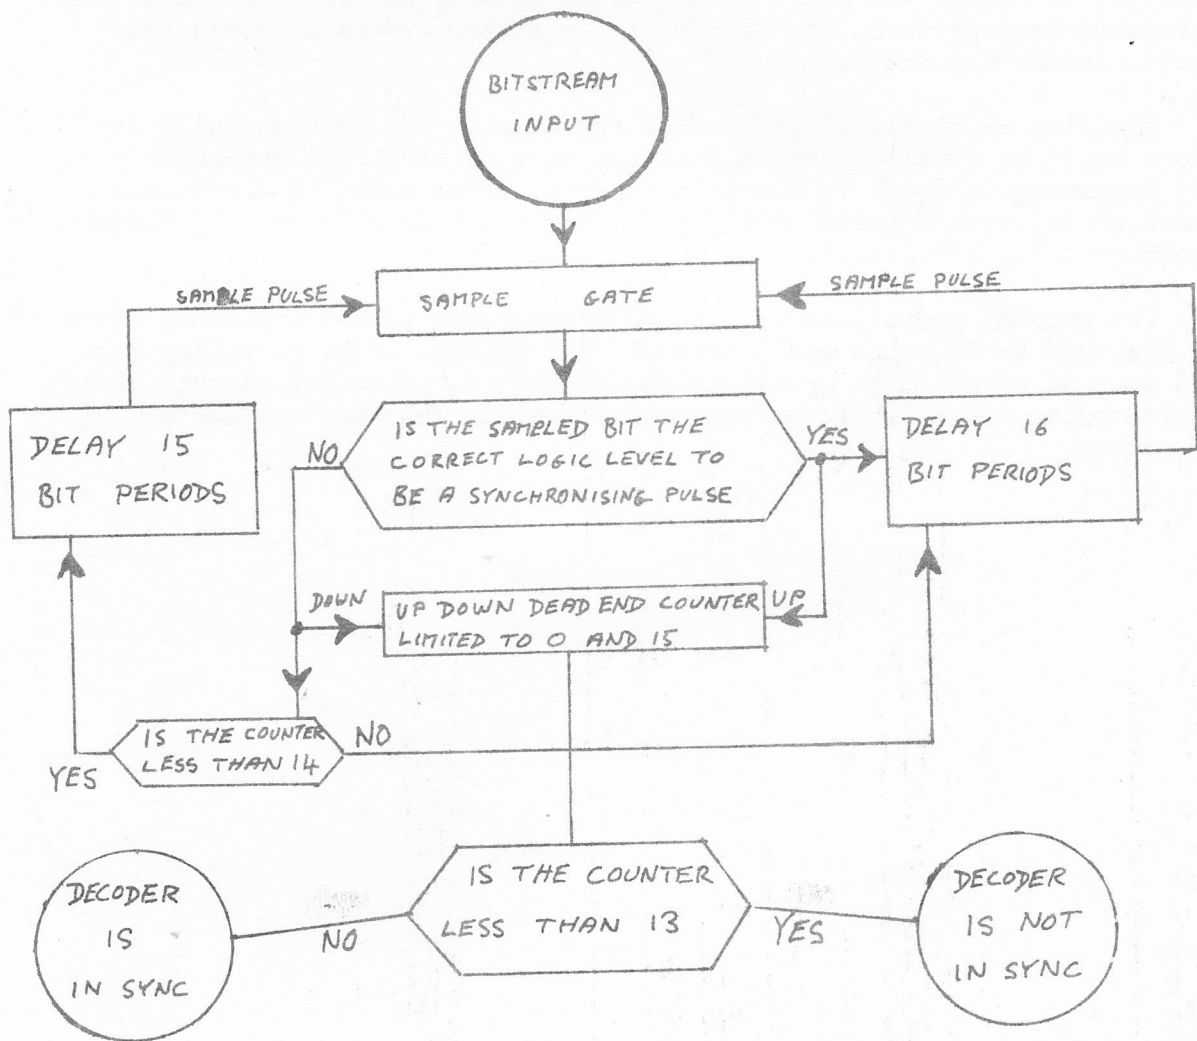 BITSTREAM
INPUT
SAMPLE PULSE
SAMPLE GATE
SAMPLE PULSE
DELAY 15
BIT PERIODS
NO
IS THE SAMPLED BIT THE
CORRECT LOGIC LEVEL TO
BE A SYNCHRONISING PULSE
YES
DELAY 16
BIT PERIODS
DOWN
UP DOWN DEAD END COUNTER
LIMITED TO 0 AND 15
UP
IS THE COUNTER
LESS THAN 14
NO
YES
DECODER
IS
IN SYNC
NO
IS THE COUNTER
LESS THAN 13
YES
DECODER
IS NOT
IN SYNC